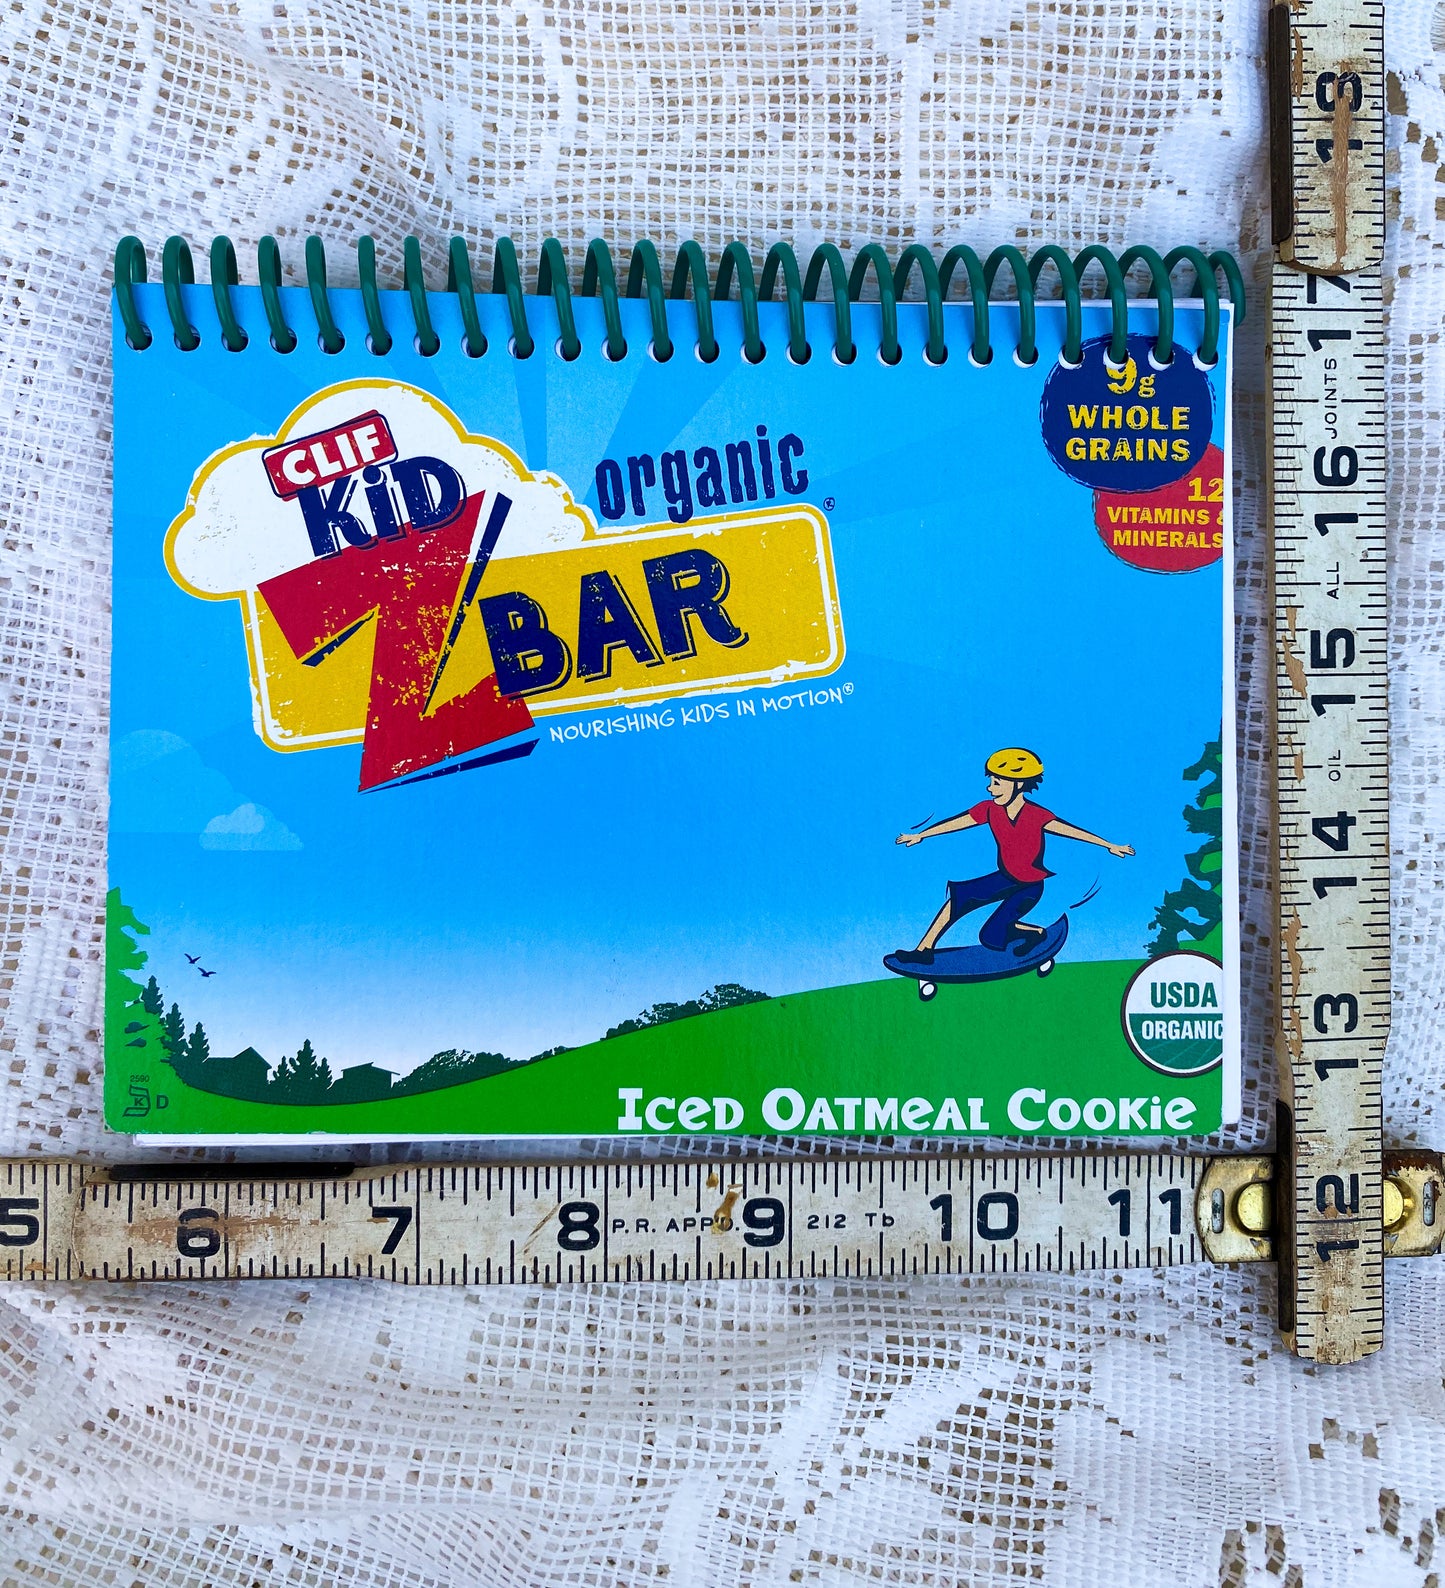 CLIF
KiD
organic®
Z BAR
NOURISHING KIDS IN MOTION®
9g
WHOLE
GRAINS
12
VITAMINS &
MINERALS
USDA
ORGANIC
2590
K D
Iced Oatmeal Cookie
5 6 7 8 P.R. APP'D. 9 212 Tb 10 11
18
17
JOINTS
16
ALL
15
OIL
14
13
12